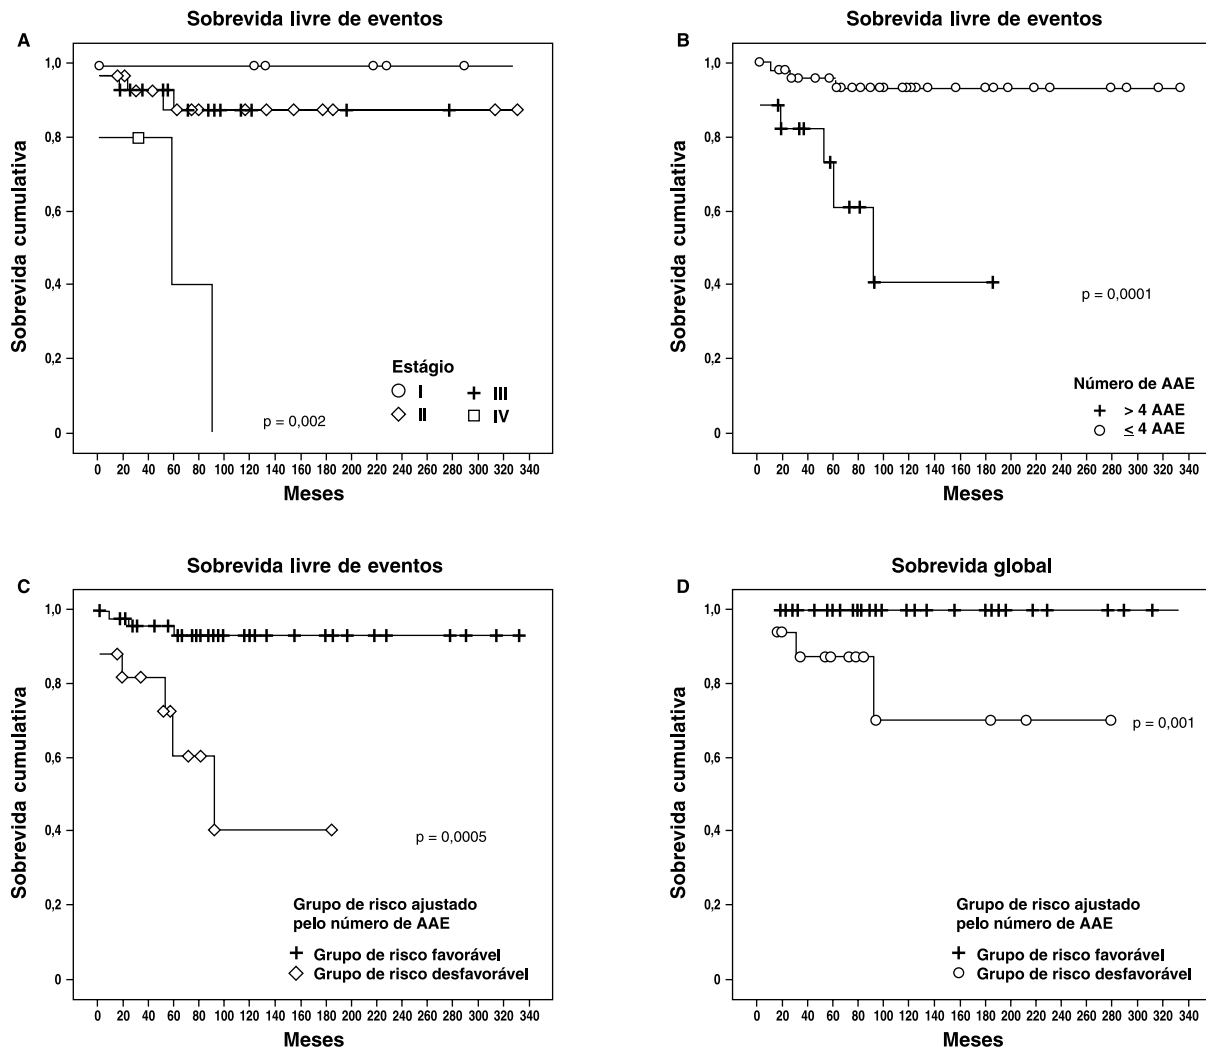 Sobrevida livre de eventos
A
Sobrevida cumulativa
1,0
0,8
0,6
0,4
0,2
0
Estágio
I
III
II
IV
p = 0,002
0 20 40 60 80 100 120 140 160 180 200 220 240 260 280 300 320 340
Meses
Sobrevida livre de eventos
B
Sobrevida cumulativa
1,0
0,8
0,6
0,4
0,2
0
p = 0,0001
Número de AAE
> 4 AAE
≤ 4 AAE
0 20 40 60 80 100 120 140 160 180 200 220 240 260 280 300 320 340
Meses
Sobrevida livre de eventos
C
Sobrevida cumulativa
1,0
0,8
0,6
0,4
0,2
0
p = 0,0005
Grupo de risco ajustado
pelo número de AAE
Grupo de risco favorável
Grupo de risco desfavorável
0 20 40 60 80 100 120 140 160 180 200 220 240 260 280 300 320 340
Meses
Sobrevida global
D
Sobrevida cumulativa
1,0
0,8
0,6
0,4
0,2
0
p = 0,001
Grupo de risco ajustado
pelo número de AAE
Grupo de risco favorável
Grupo de risco desfavorável
0 20 40 60 80 100 120 140 160 180 200 220 240 260 280 300 320 340
Meses